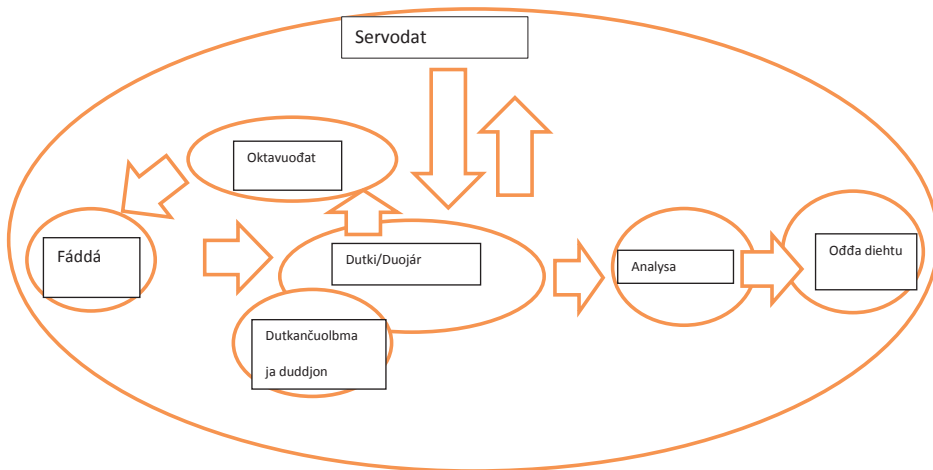 Servodat
Oktavuođat
Fáddá
Dutki/Duojár
Analysa
Ođđa diehtu
Dutkančuolbma
ja duddjon